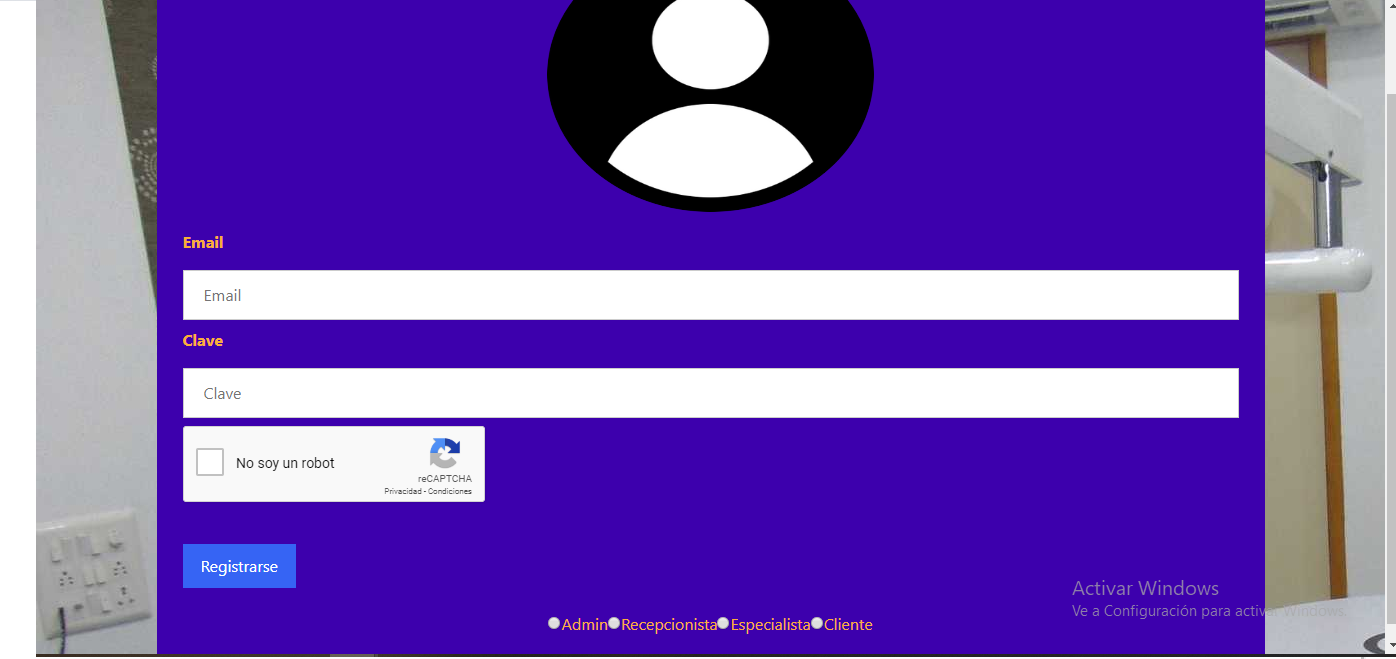 Email
Email
Clave
Clave
No soy un robot
reCAPTCHA
Privacidad - Condiciones
Registrarse
Activar Windows
Ve a Configuración para activar Windows.
Admin Recepcionista Especialista Cliente